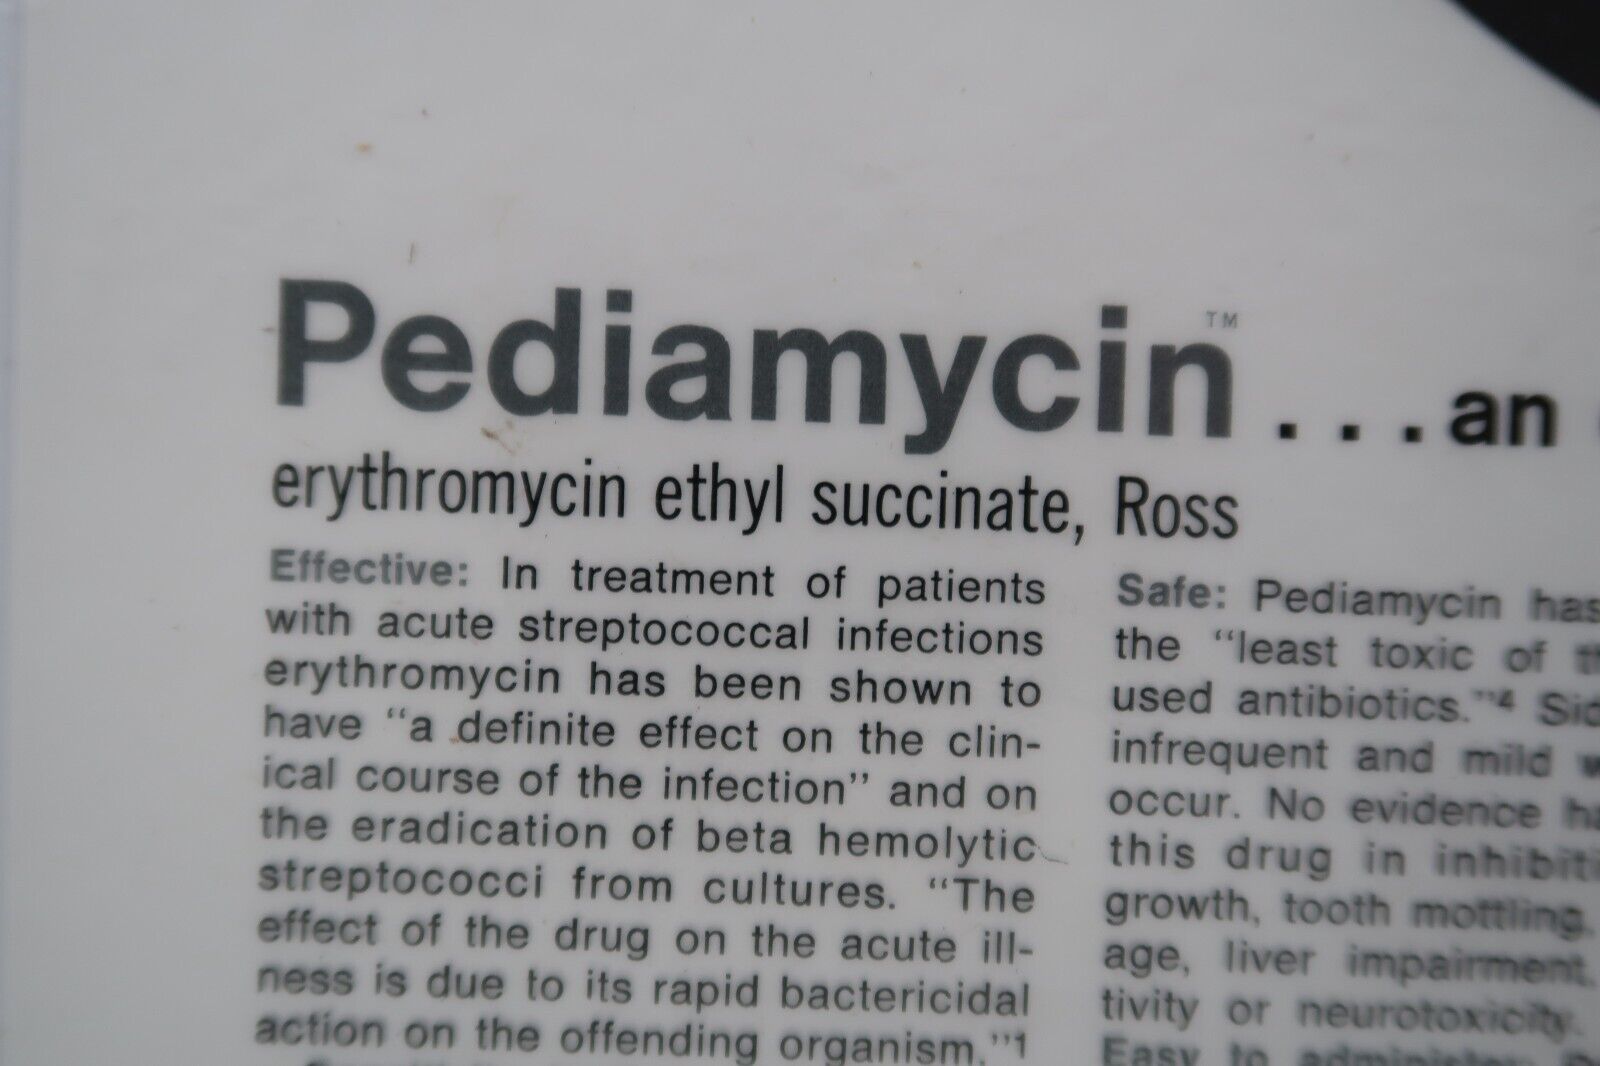 Pediamycin™...an
erythromycin ethyl succinate, Ross
Effective: In treatment of patients
with acute streptococcal infections
erythromycin has been shown to
have “a definite effect on the clin-
ical course of the infection” and on
the eradication of beta hemolytic
streptococci from cultures. “The
effect of the drug on the acute ill-
ness is due to its rapid bactericidal
action on the offending organism.”1
Safe: Pediamycin has
the “least toxic of
used antibiotics.”4
infrequent and mild
occur. No evidence
this drug in
growth, tooth mottling,
age, liver impairment,
tivity or neurotoxicity.
Easy to administer